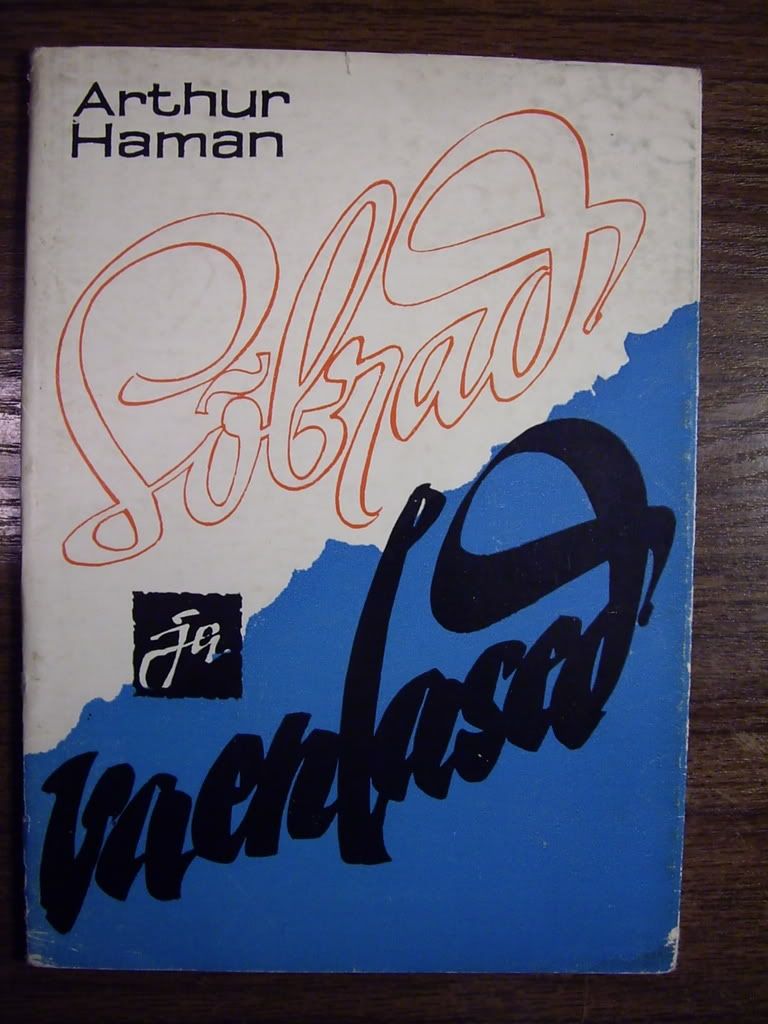 Arthur
Haman
Sõbrad
ja
vaenlased